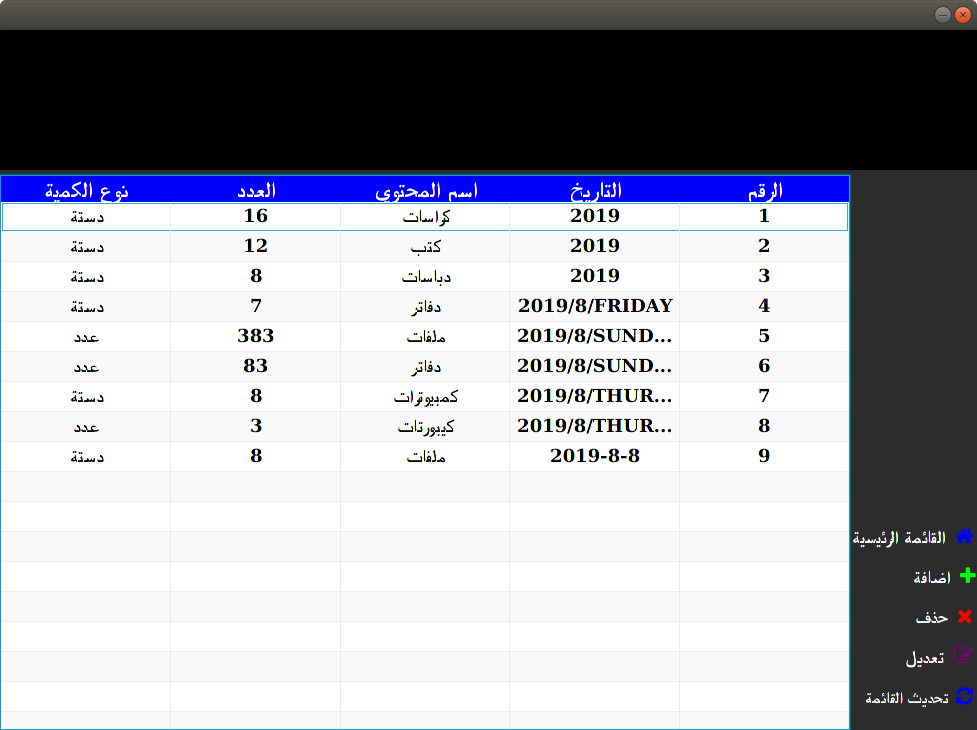 الرقم التاريخ اسم المحتوي العدد نوع الكمية
1 2019 كراسات 16 دستة
2 2019 كتب 12 دستة
3 2019 دباسات 8 دستة
4 2019/8/FRIDAY دفاتر 7 دستة
5 2019/8/SUND... ملفات 383 عدد
6 2019/8/SUND... دفاتر 83 عدد
7 2019/8/THUR... كمبيوترات 8 دستة
8 2019/8/THUR... كيبورتات 3 عدد
9 2019-8-8 ملفات 8 دستة
القائمة الرئيسية
اضافة
حذف
تعديل
تحديث القائمة